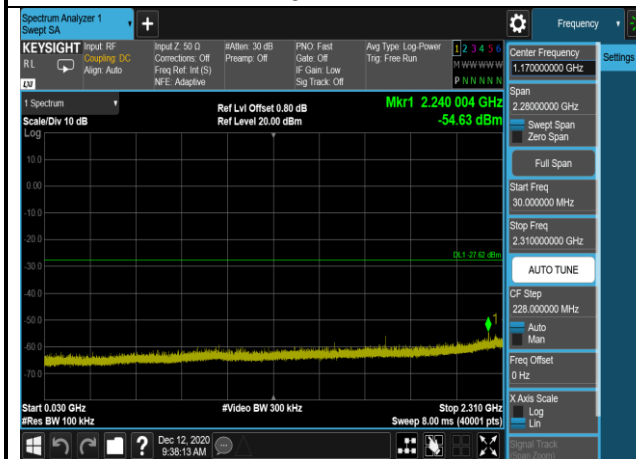 Spectrum Analyzer 1
Swept SA
+
Frequency
KEYSIGHT
RL
LXI
Input: RF
Coupling: DC
Align: Auto
Input Z: 50 Ω
Corrections: Off
Freq Ref: Int (S)
NFE: Adaptive
#Atten: 30 dB
Preamp: Off
PNO: Fast
Gate: Off
IF Gain: Low
Sig Track: Off
Avg Type: Log-Power
Trig: Free Run
1 2 3 4 5 6
M W W W W W
P N N N N N
1 Spectrum
Scale/Div 10 dB
Ref Lvl Offset 0.80 dB
Ref Level 20.00 dBm
Mkr1 2.240 004 GHz
-54.63 dBm
Log
10.0
0.00
-10.0
-20.0
DL1 -27.62 dBm
-30.0
-40.0
-50.0
1
-60.0
-70.0
Start 0.030 GHz
#Res BW 100 kHz
#Video BW 300 kHz
Stop 2.310 GHz
Sweep 8.00 ms (40001 pts)
Settings
Center Frequency
1.170000000 GHz
Span
2.28000000 GHz
Swept Span
Zero Span
Full Span
Start Freq
30.000000 MHz
Stop Freq
2.310000000 GHz
AUTO TUNE
CF Step
228.000000 MHz
Auto
Man
Freq Offset
0 Hz
X Axis Scale
Log
Lin
Signal Track
(Span Zoom)
?
Dec 12, 2020
9:38:13 AM